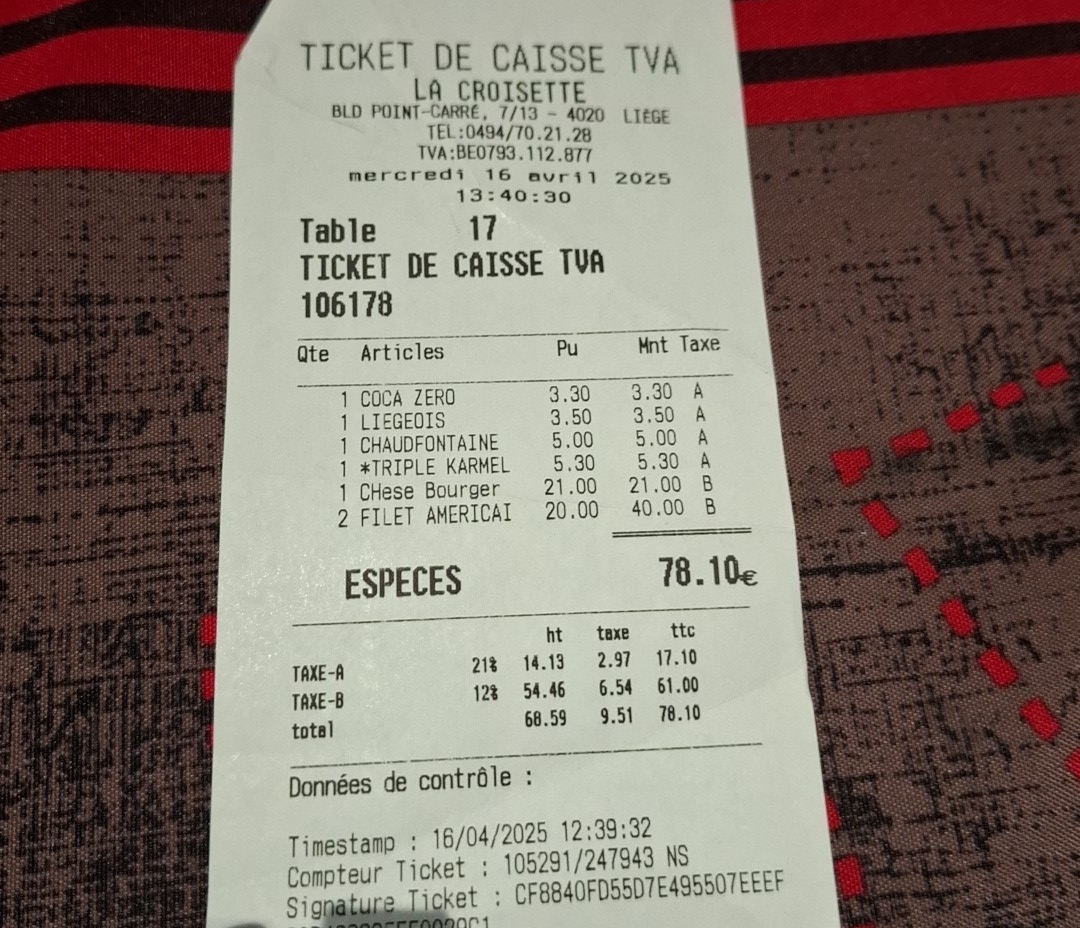 TICKET DE CAISSE TVA
LA CROISETTE
BLD POINT-CARRÉ, 7/13 - 4020 LIEGE
TEL:0494/70.21.28
TVA:BE0793.112.877
mercredi 16 avril 2025
13:40:30
Table 17
TICKET DE CAISSE TVA
106178
Qte Articles Pu Mnt Taxe
1 COCA ZERO 3.30 3.30 A
1 LIEGEOIS 3.50 3.50 A
1 CHAUDFONTAINE 5.00 5.00 A
1 *TRIPLE KARMEL 5.30 5.30 A
1 CHese Bourger 21.00 21.00 B
2 FILET AMERICAI 20.00 40.00 B
ESPECES 78.10€
ht taxe ttc
TAXE-A 21% 14.13 2.97 17.10
TAXE-B 12% 54.46 6.54 61.00
total 68.59 9.51 78.10
Données de contrôle :
Timestamp : 16/04/2025 12:39:32
Compteur Ticket : 105291/247943 NS
Signature Ticket : CF8840FD55D7E495507EEEF